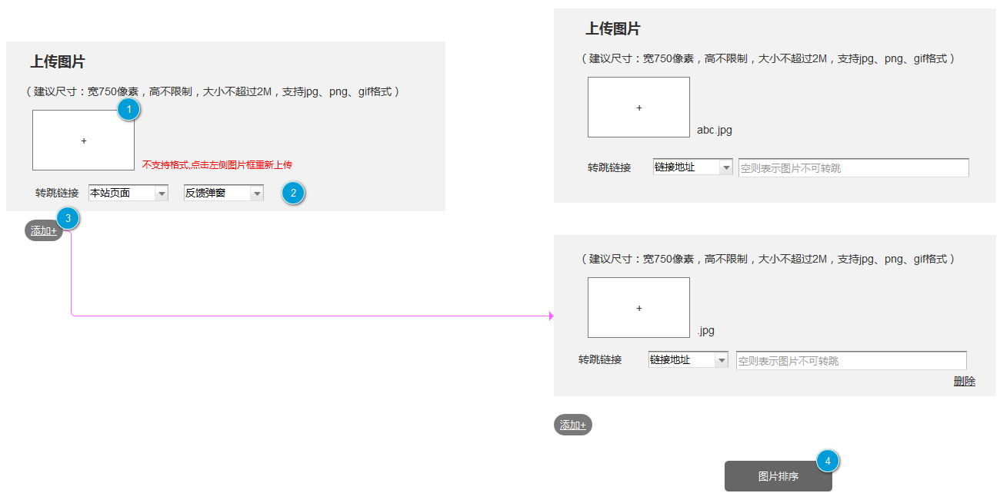 上传图片
（建议尺寸：宽750像素，高不限制，大小不超过2M，支持jpg、png、gif格式）
1
+
不支持格式,点击左侧图片框重新上传
转跳链接 本站页面 反馈弹窗 2
3
添加+
上传图片
（建议尺寸：宽750像素，高不限制，大小不超过2M，支持jpg、png、gif格式）
+
abc.jpg
转跳链接 链接地址 空则表示图片不可转跳
（建议尺寸：宽750像素，高不限制，大小不超过2M，支持jpg、png、gif格式）
+
.jpg
转跳链接 链接地址 空则表示图片不可转跳
删除
添加+
4
图片排序